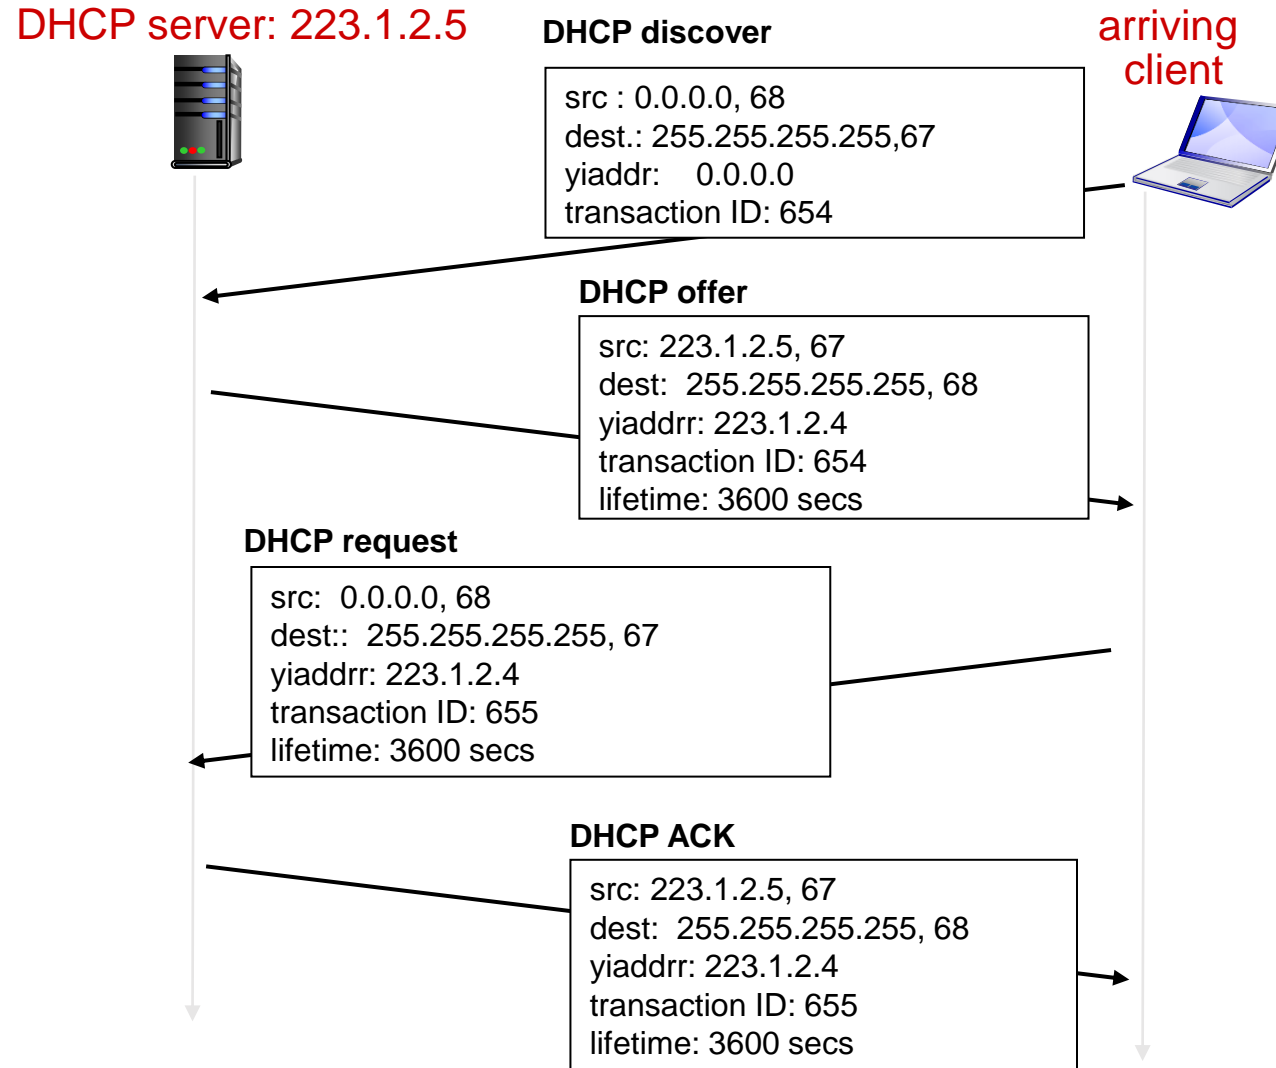 DHCP server: 223.1.2.5
arriving
client
DHCP discover
src : 0.0.0.0, 68
dest.: 255.255.255.255,67
yiaddr: 0.0.0.0
transaction ID: 654
DHCP offer
src: 223.1.2.5, 67
dest: 255.255.255.255, 68
yiaddrr: 223.1.2.4
transaction ID: 654
lifetime: 3600 secs
DHCP request
src: 0.0.0.0, 68
dest:: 255.255.255.255, 67
yiaddrr: 223.1.2.4
transaction ID: 655
lifetime: 3600 secs
DHCP ACK
src: 223.1.2.5, 67
dest: 255.255.255.255, 68
yiaddrr: 223.1.2.4
transaction ID: 655
lifetime: 3600 secs